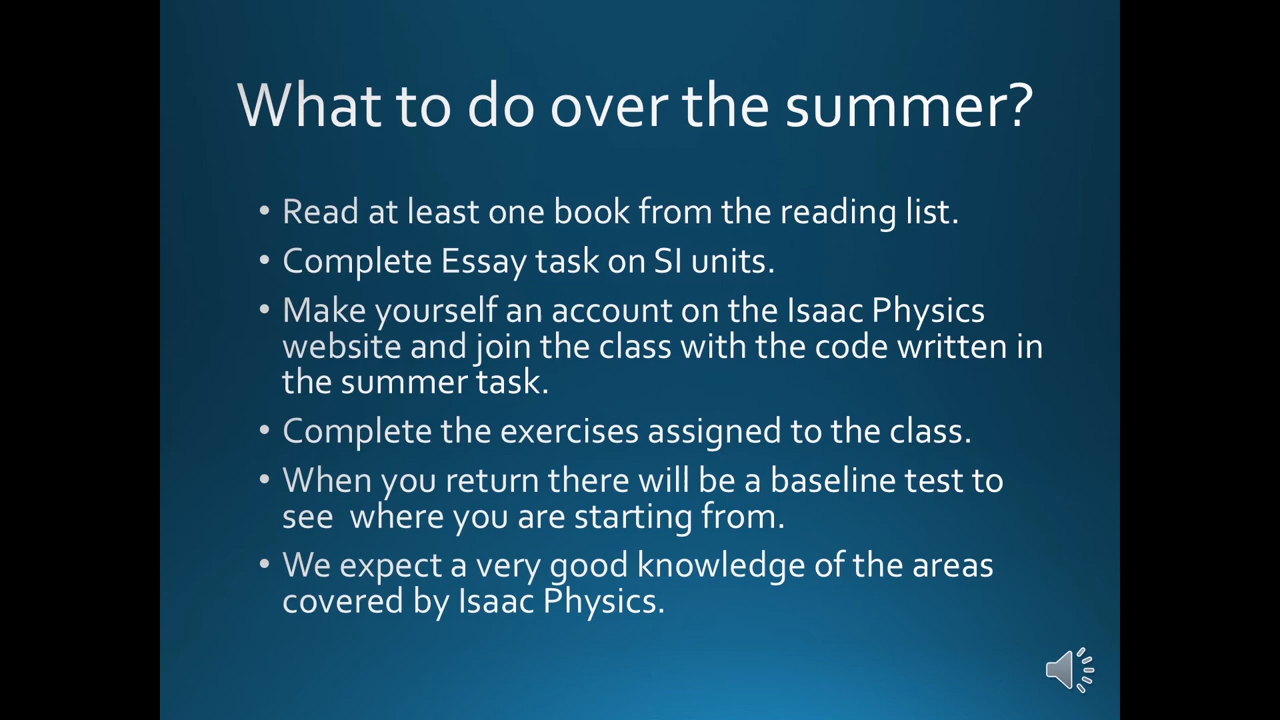 What to do over the summer?
• Read at least one book from the reading list.
• Complete Essay task on SI units.
• Make yourself an account on the Isaac Physics
website and join the class with the code written in
the summer task.
• Complete the exercises assigned to the class.
• When you return there will be a baseline test to
see  where you are starting from.
• We expect a very good knowledge of the areas
covered by Isaac Physics.